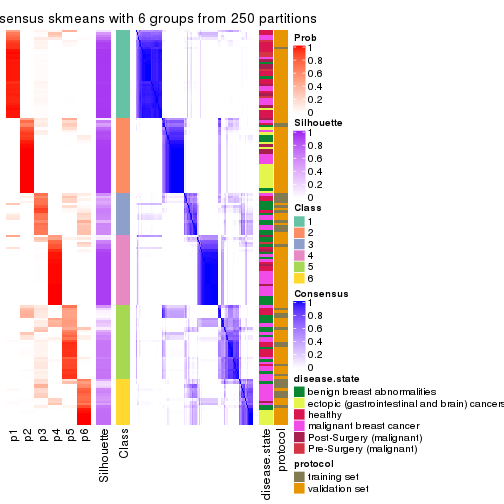 sensus skmeans with 6 groups from 250 partitions
Prob
1
0.8
0.6
0.4
0.2
0
Silhouette
1
0.8
0.6
0.4
0.2
0
Class
1
2
3
4
5
6
Consensus
1
0.8
0.6
0.4
0.2
0
disease.state
benign breast abnormalities
ectopic (gastrointestinal and brain) cancers
healthy
malignant breast cancer
Post-Surgery (malignant)
Pre-Surgery (malignant)
protocol
training set
validation set
p1
p2
p3
p4
p5
p6
Silhouette
Class
disease.state
protocol